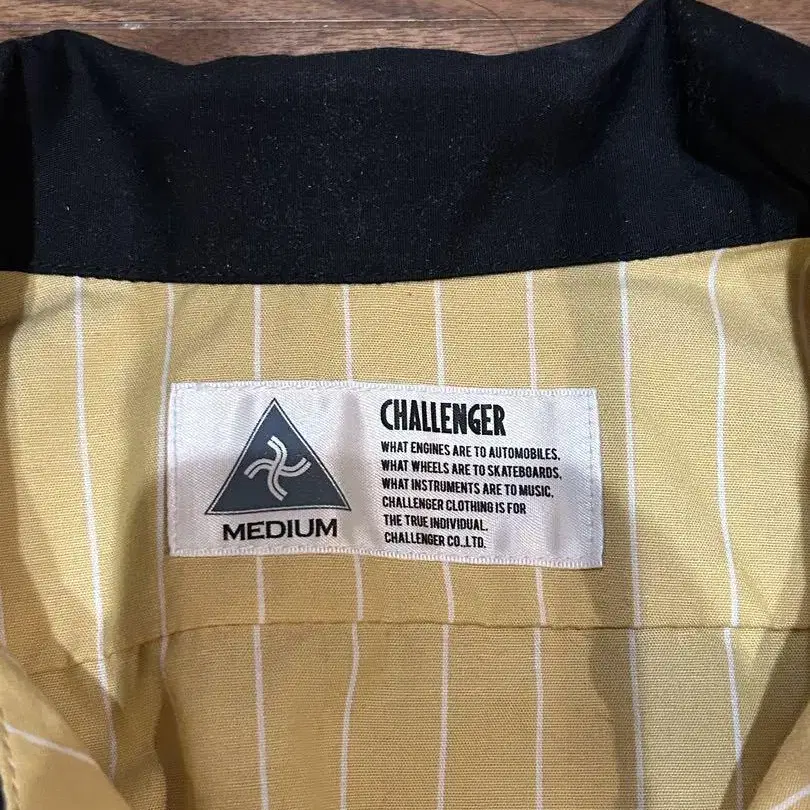 CHALLENGER
WHAT ENGINES ARE TO AUTOMOBILES,
WHAT WHEELS ARE TO SKATEBOARDS,
WHAT INSTRUMENTS ARE TO MUSIC,
CHALLENGER CLOTHING IS FOR
THE TRUE INDIVIDUAL.
CHALLENGER CO.,LTD.
MEDIUM